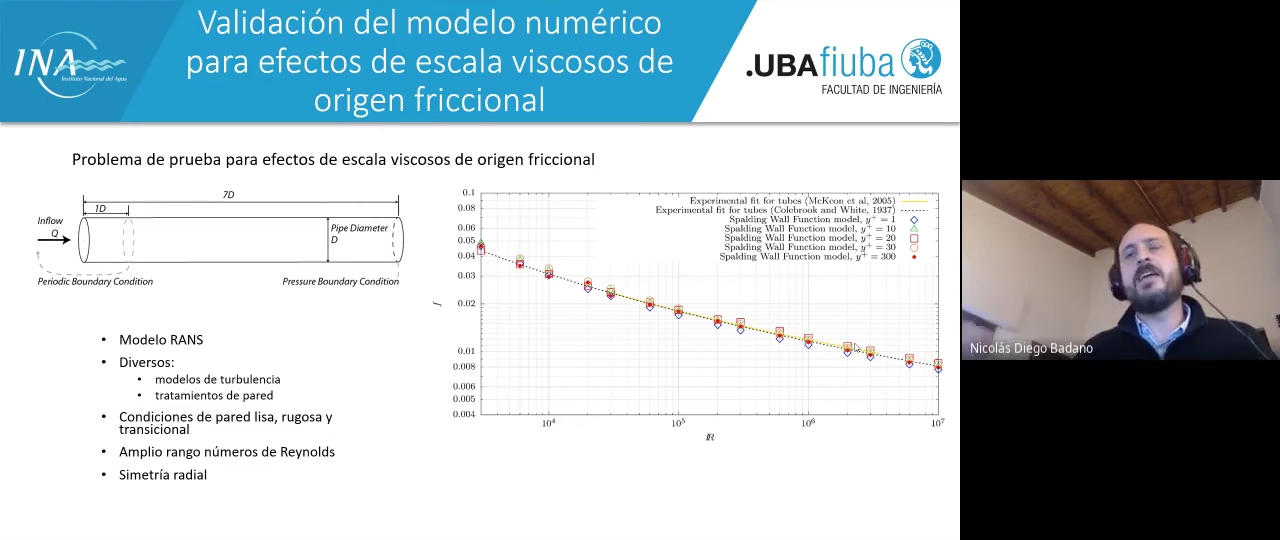 INA
Instituto Nacional del Agua
Validación del modelo numérico
para efectos de escala viscosos de
origen friccional
.UBAfiuba
FACULTAD DE INGENIERÍA
Problema de prueba para efectos de escala viscosos de origen friccional
7D
1D
Inflow
Q
Pipe Diameter
D
Periodic Boundary Condition
Pressure Boundary Condition
• Modelo RANS
• Diversos:
• modelos de turbulencia
• tratamientos de pared
• Condiciones de pared lisa, rugosa y
transicional
• Amplio rango números de Reynolds
• Simetría radial
Experimental fit for tubes (McKeon et al, 2005)
Experimental fit for tubes (Colebrook and White, 1937)
Spalding Wall Function model, y⁺ = 1
Spalding Wall Function model, y⁺ = 10
Spalding Wall Function model, y⁺ = 20
Spalding Wall Function model, y⁺ = 30
Spalding Wall Function model, y⁺ = 300
0.1
0.08
0.06
0.05
0.03
0.02
0.01
0.008
0.006
0.005
0.004
f
10⁴
10⁵
10⁶
10⁷
ℝ
Nicolás Diego Badano